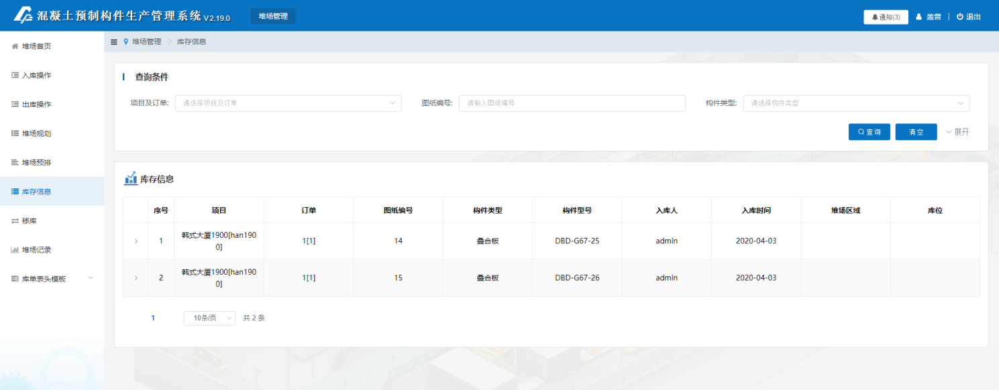 混凝土预制构件生产管理系统 V 2.19.0 堆场管理 通知(3) 盖普 | 退出
堆场管理 > 库存信息
堆场首页
入库操作
出库操作
堆场规划
堆场预排
库存信息
移库
堆场记录
库单表头模板
查询条件
项目及订单: 请选择项目及订单 图纸编号: 请输入图纸编号 构件类型: 请选择构件类型
查询 清空 展开
库存信息
序号 项目 订单 图纸编号 构件类型 构件型号 入库人 入库时间 堆场区域 库位
1 韩式大厦1900[han190 1[1] 14 叠合板 DBD-G67-25 admin 2020-04-03
0]
2 韩式大厦1900[han190 1[1] 15 叠合板 DBD-G67-26 admin 2020-04-03
0]
1 10条/页 共 2 条